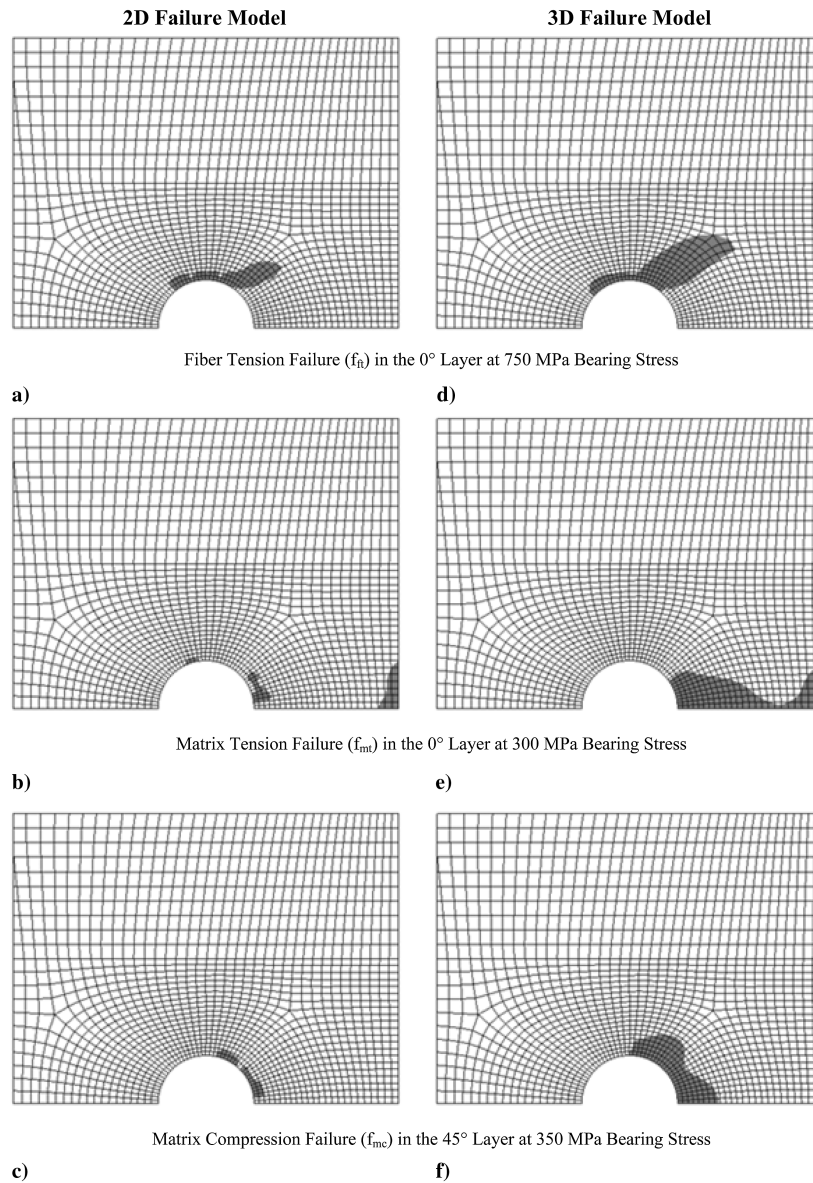 2D Failure Model
3D Failure Model
Fiber Tension Failure (fft) in the 0° Layer at 750 MPa Bearing Stress
a)
d)
Matrix Tension Failure (fmt) in the 0° Layer at 300 MPa Bearing Stress
b)
e)
Matrix Compression Failure (fmc) in the 45° Layer at 350 MPa Bearing Stress
c)
f)